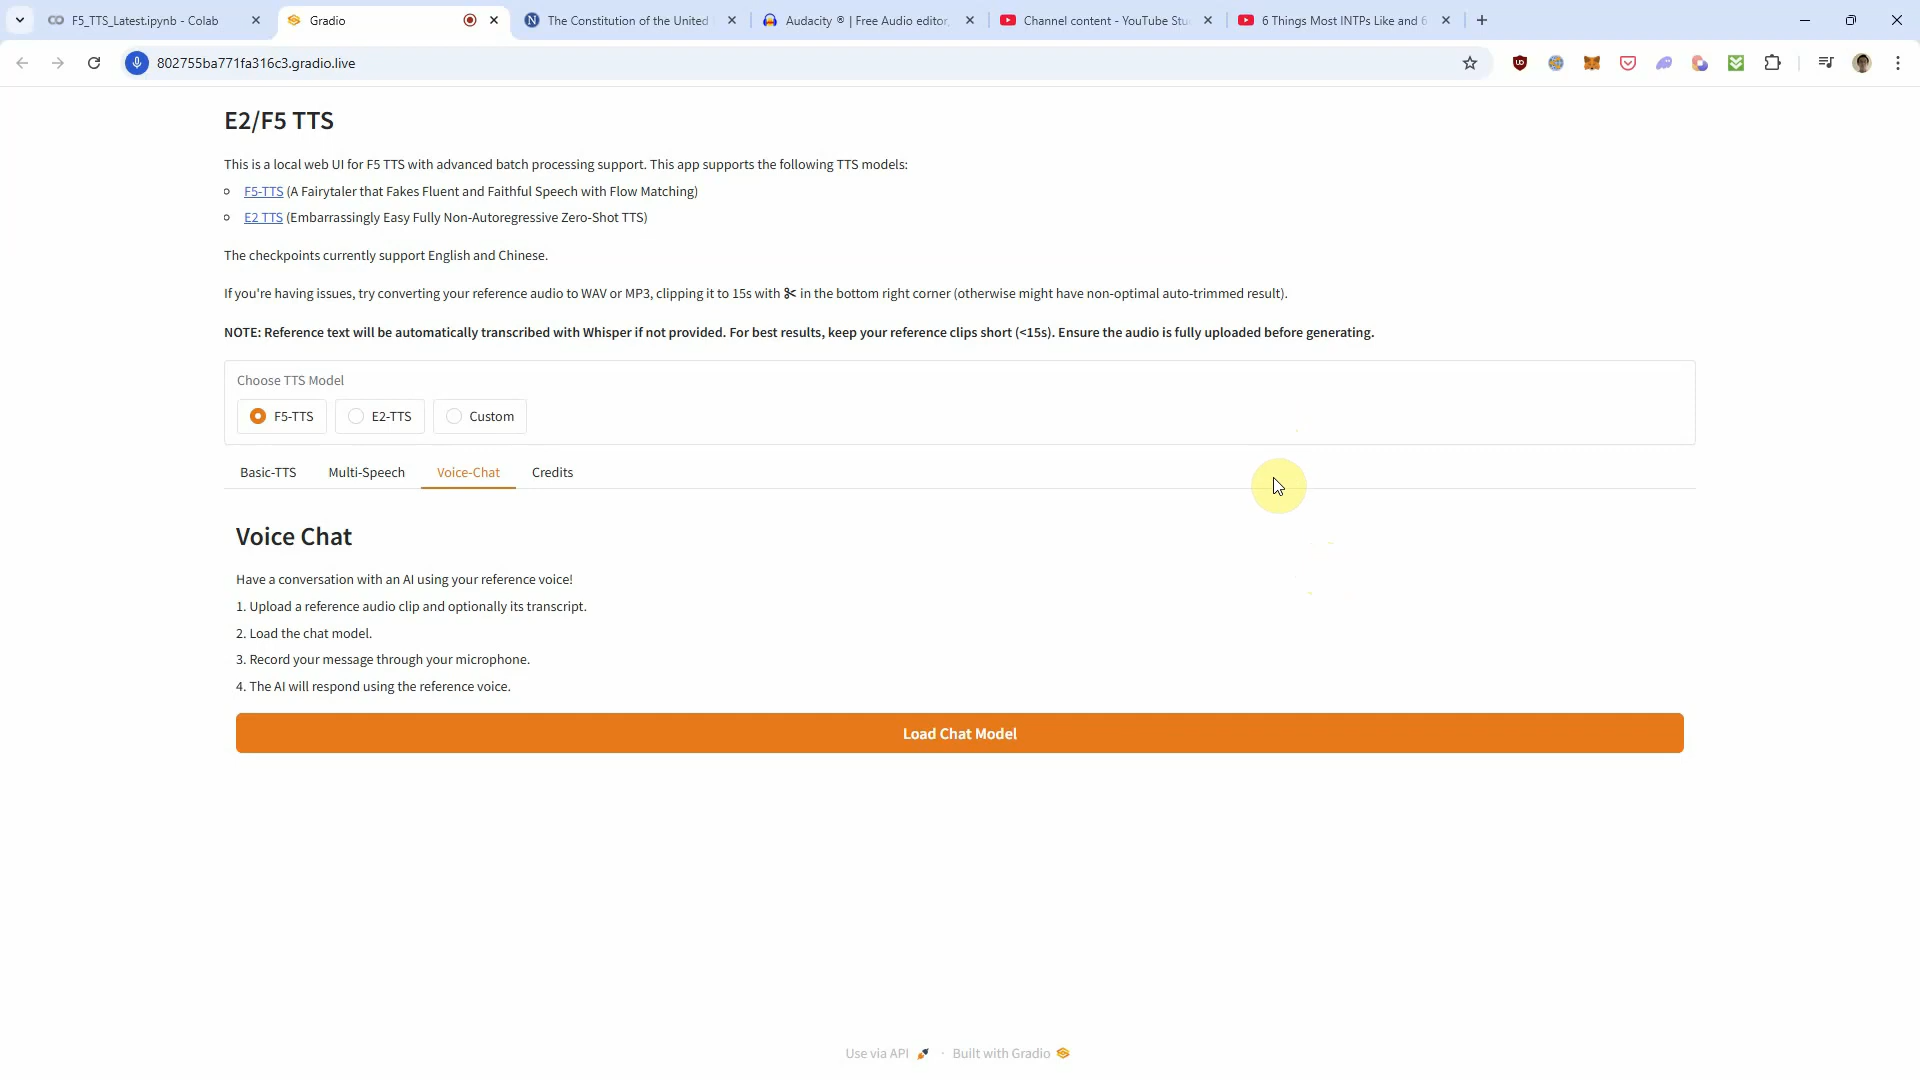 F5_TTS_Latest.ipynb - Colab
Gradio
The Constitution of the United
Audacity ® | Free Audio editor,
Channel content - YouTube Stu
6 Things Most INTPs Like and 6
802755ba771fa316c3.gradio.live
E2/F5 TTS
This is a local web UI for F5 TTS with advanced batch processing support. This app supports the following TTS models:
F5-TTS (A Fairytaler that Fakes Fluent and Faithful Speech with Flow Matching)
E2 TTS (Embarrassingly Easy Fully Non-Autoregressive Zero-Shot TTS)
The checkpoints currently support English and Chinese.
If you're having issues, try converting your reference audio to WAV or MP3, clipping it to 15s with ✂ in the bottom right corner (otherwise might have non-optimal auto-trimmed result).
NOTE: Reference text will be automatically transcribed with Whisper if not provided. For best results, keep your reference clips short (<15s). Ensure the audio is fully uploaded before generating.
Choose TTS Model
F5-TTS E2-TTS Custom
Basic-TTS Multi-Speech Voice-Chat Credits
Voice Chat
Have a conversation with an AI using your reference voice!
1. Upload a reference audio clip and optionally its transcript.
2. Load the chat model.
3. Record your message through your microphone.
4. The AI will respond using the reference voice.
Load Chat Model
Use via API · Built with Gradio